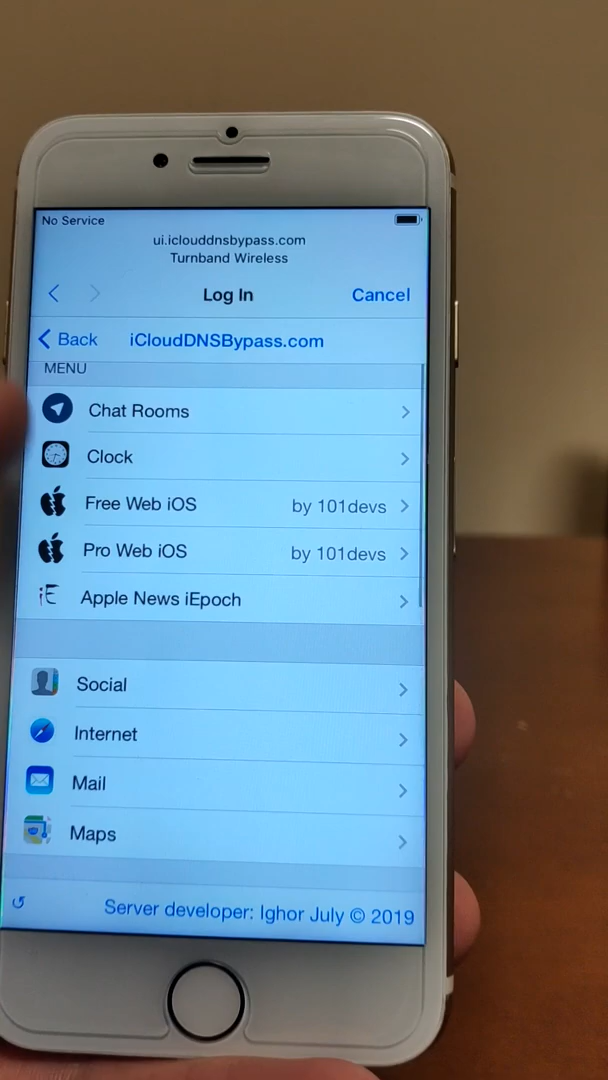 No Service
ui.iclouddnsbypass.com
Turnband Wireless
Log In
Cancel
Back
iCloudDNSBypass.com
MENU
Chat Rooms
Clock
Free Web iOS by 101devs
Pro Web iOS by 101devs
iE Apple News iEpoch
Social
Internet
Mail
Maps
Server developer: Ighor July © 2019